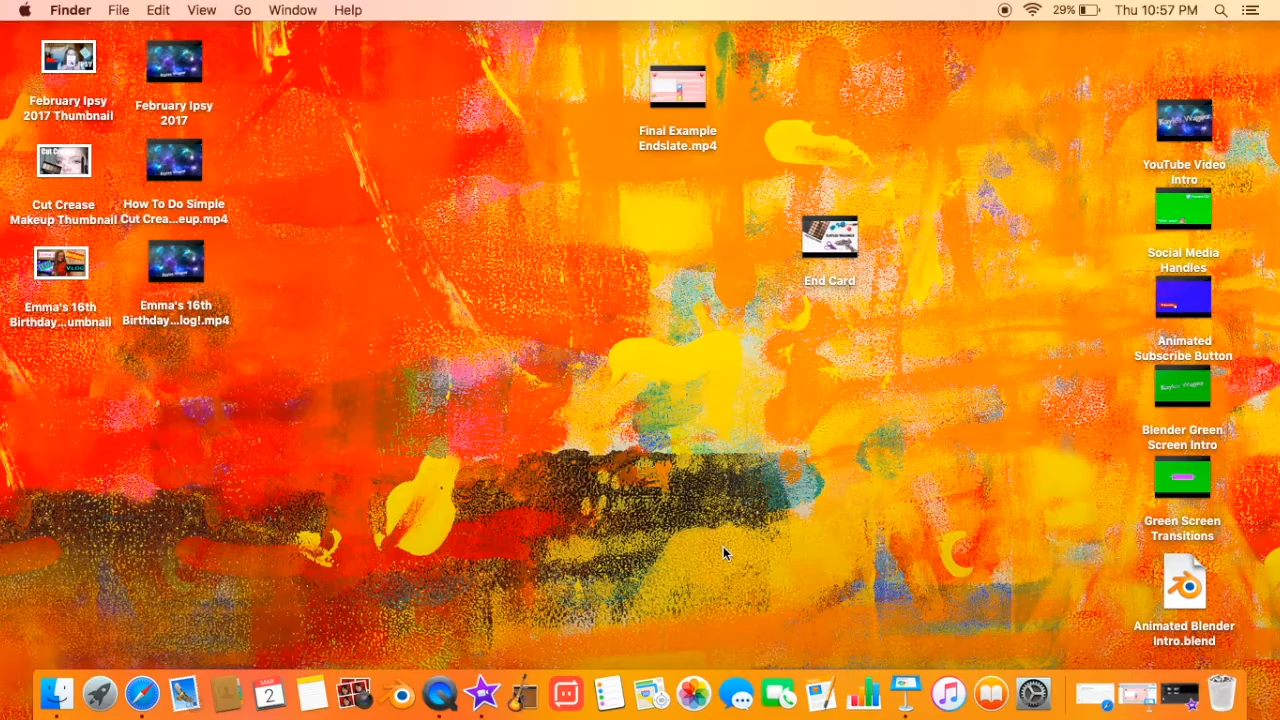 Finder File Edit View Go Window Help
29% Thu 10:57 PM
February Ipsy
2017 Thumbnail
February Ipsy
2017
Cut Crease
Makeup Thumbnail
How To Do Simple
Cut Crea...eup.mp4
Emma's 16th
Birthday...umbnail
Emma's 16th
Birthday...log!.mp4
Final Example
Endslate.mp4
End Card
YouTube Video
Intro
Social Media
Handles
Animated
Subscribe Button
Blender Green
Screen Intro
Green Screen
Transitions
Animated Blender
Intro.blend
MAR
2